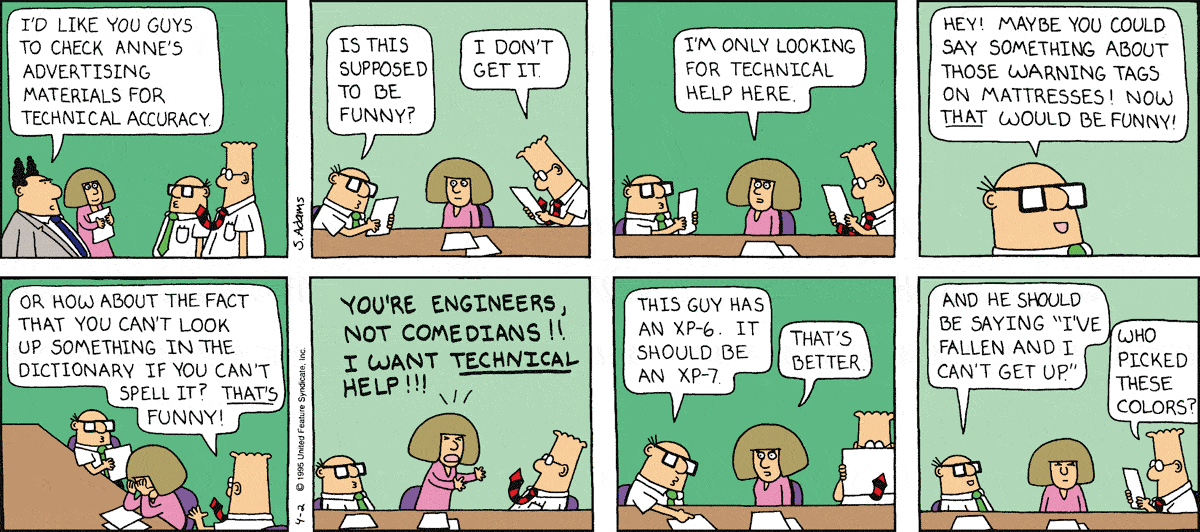 I'D LIKE YOU GUYS
TO CHECK ANNE'S
ADVERTISING
MATERIALS FOR
TECHNICAL ACCURACY.
S. Adams
IS THIS
SUPPOSED
TO BE
FUNNY?
I DON'T
GET IT.
I'M ONLY LOOKING
FOR TECHNICAL
HELP HERE.
HEY! MAYBE YOU COULD
SAY SOMETHING ABOUT
THOSE WARNING TAGS
ON MATTRESSES! NOW
THAT WOULD BE FUNNY!
OR HOW ABOUT THE FACT
THAT YOU CAN'T LOOK
UP SOMETHING IN THE
DICTIONARY IF YOU CAN'T
SPELL IT? THAT'S
FUNNY!
4-2 © 1995 United Feature Syndicate, Inc.
YOU'RE ENGINEERS,
NOT COMEDIANS!!
I WANT TECHNICAL
HELP!!!
THIS GUY HAS
AN XP-6. IT
SHOULD BE
AN XP-7.
THAT'S
BETTER.
AND HE SHOULD
BE SAYING "I'VE
FALLEN AND I
CAN'T GET UP."
WHO
PICKED
THESE
COLORS?